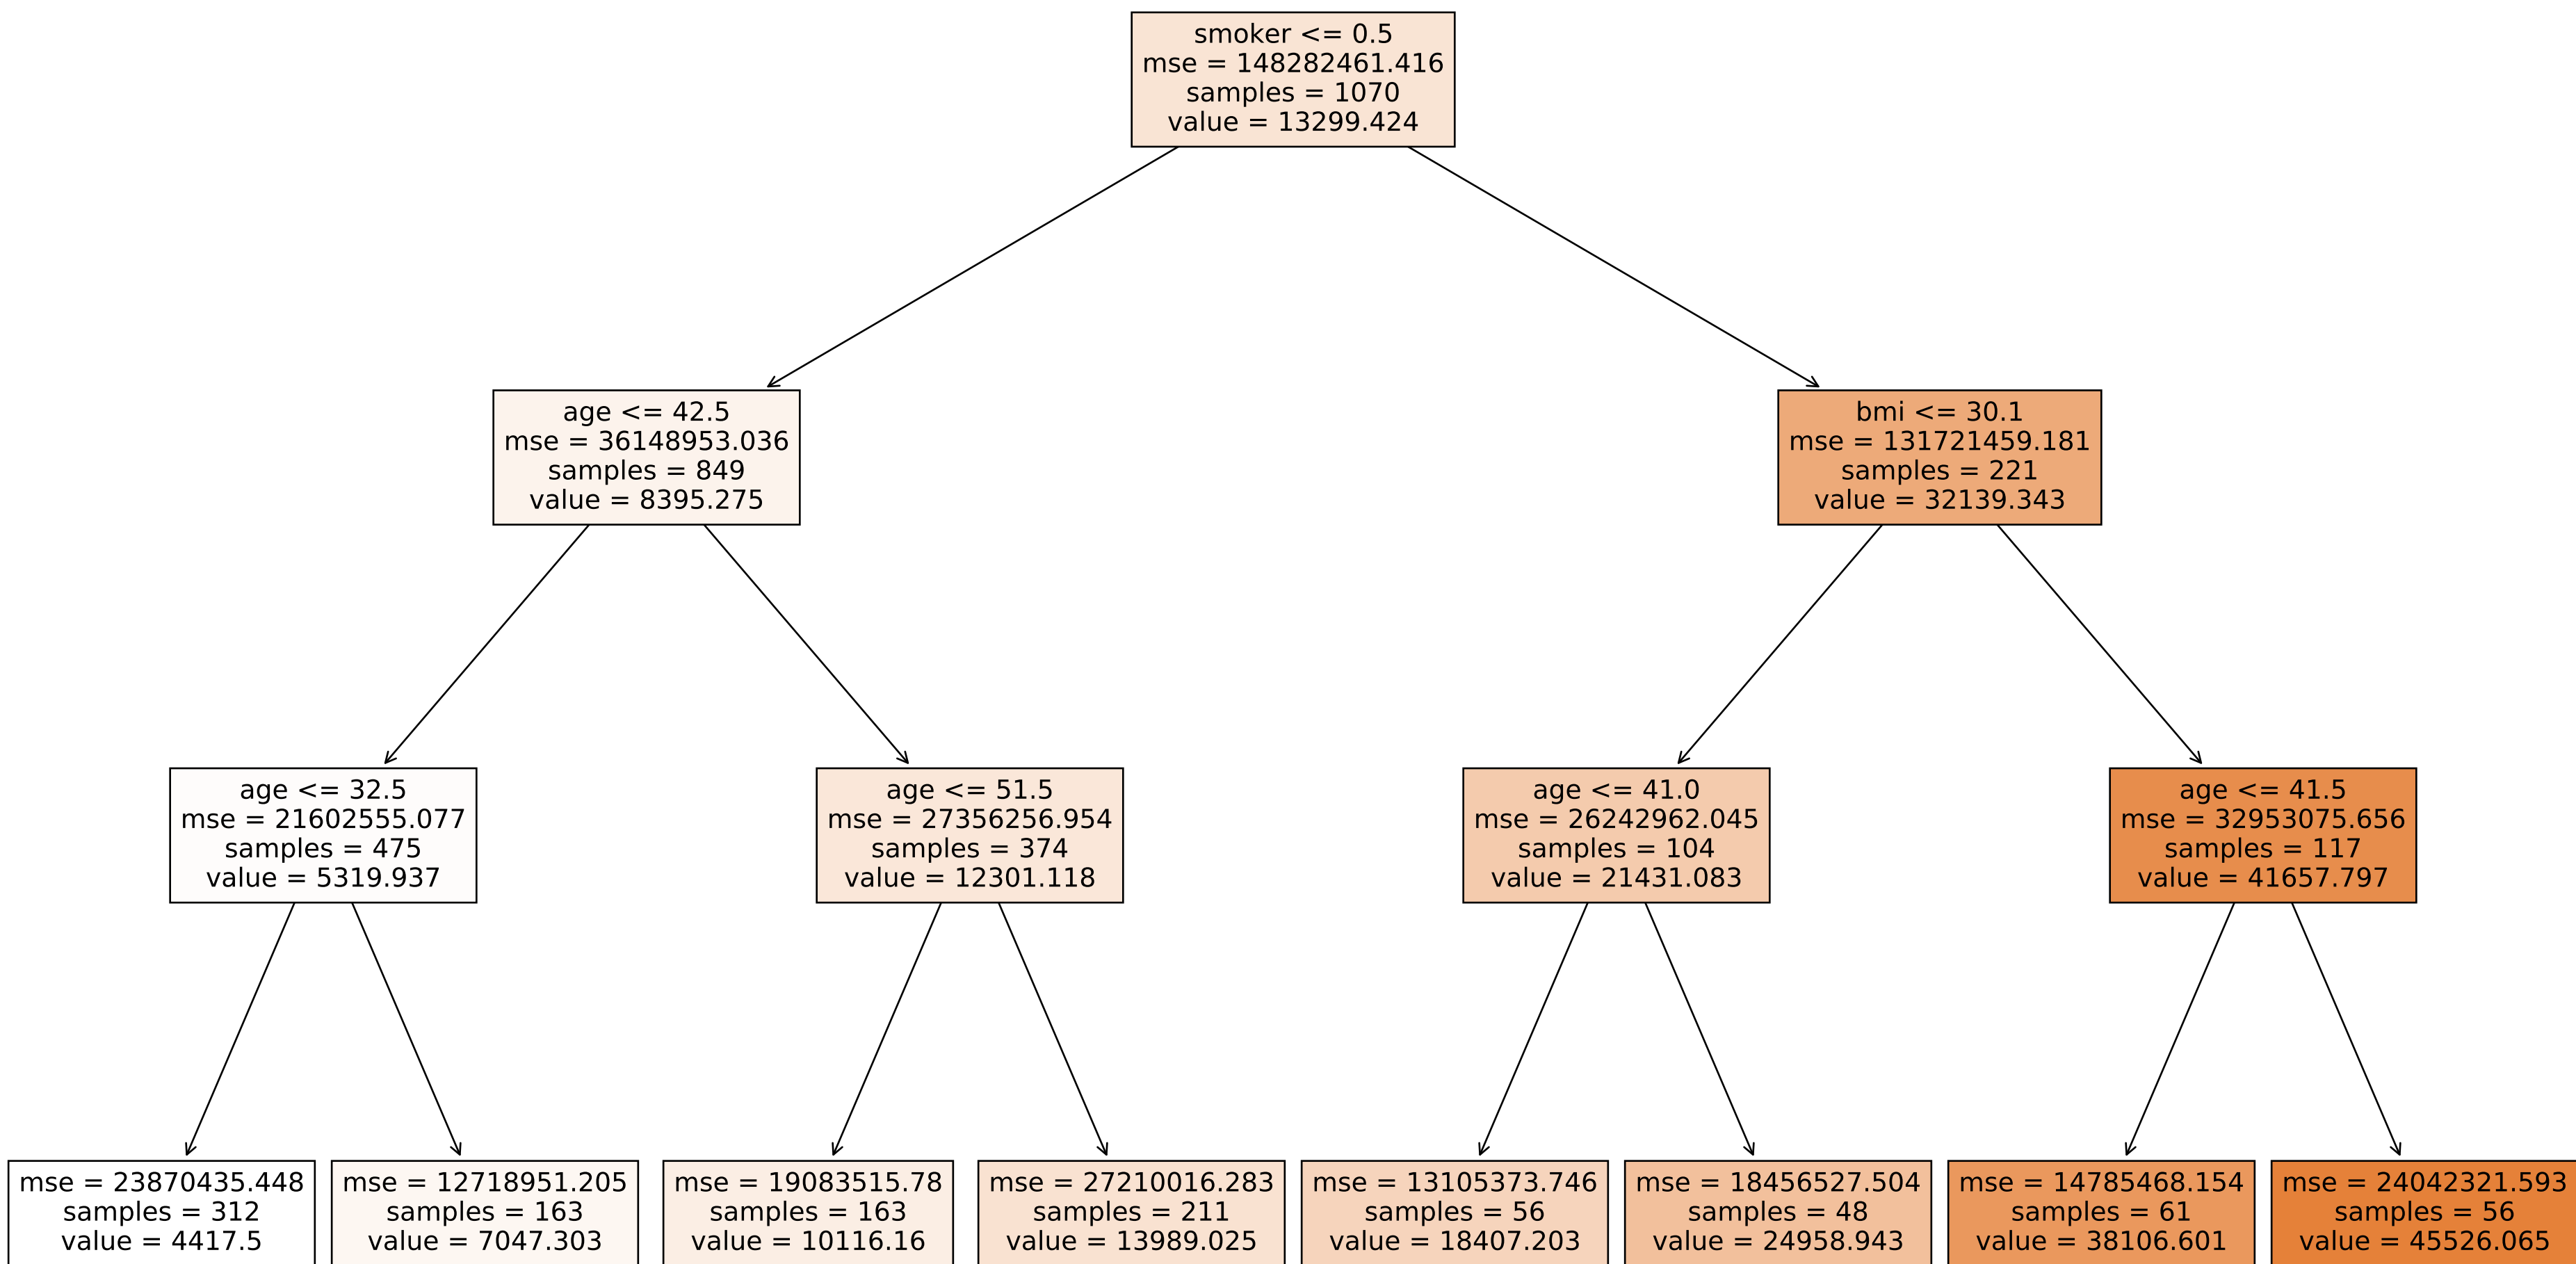 smoker <= 0.5
mse = 148282461.416
samples = 1070
value = 13299.424
age <= 42.5
mse = 36148953.036
samples = 849
value = 8395.275
bmi <= 30.1
mse = 131721459.181
samples = 221
value = 32139.343
age <= 32.5
mse = 21602555.077
samples = 475
value = 5319.937
age <= 51.5
mse = 27356256.954
samples = 374
value = 12301.118
age <= 41.0
mse = 26242962.045
samples = 104
value = 21431.083
age <= 41.5
mse = 32953075.656
samples = 117
value = 41657.797
mse = 23870435.448
samples = 312
value = 4417.5
mse = 12718951.205
samples = 163
value = 7047.303
mse = 19083515.78
samples = 163
value = 10116.16
mse = 27210016.283
samples = 211
value = 13989.025
mse = 13105373.746
samples = 56
value = 18407.203
mse = 18456527.504
samples = 48
value = 24958.943
mse = 14785468.154
samples = 61
value = 38106.601
mse = 24042321.593
samples = 56
value = 45526.065